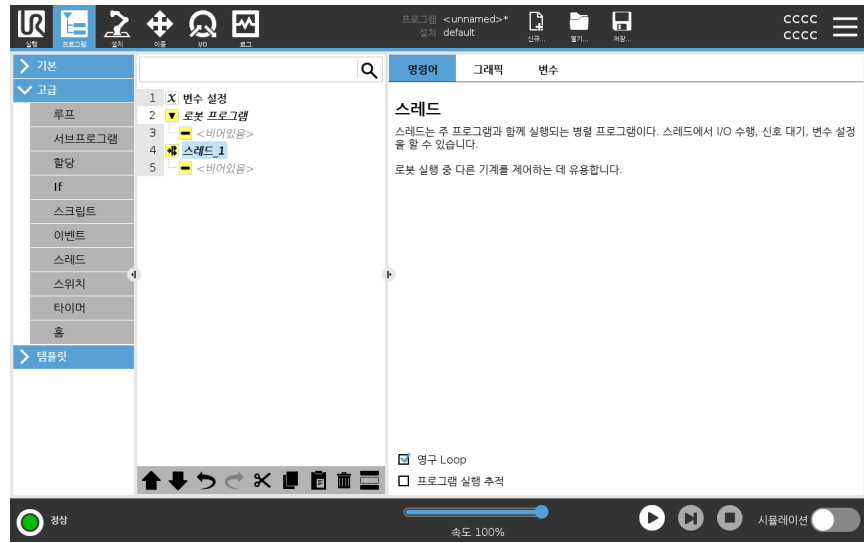 UR
실행
프로그램
설치
이동
I/O
로그
프로그램 <unnamed>*
설치 default
신규...
열기...
저장...
cccc
cccc
기본
고급
루프
서브프로그램
할당
If
스크립트
이벤트
스레드
스위치
타이머
홈
템플릿
1 X 변수 설정
2 로봇 프로그램
3 <비어있음>
4 스레드_1
5 <비어있음>
명령어 그래픽 변수
스레드
스레드는 주 프로그램과 함께 실행되는 병렬 프로그램이다. 스레드에서 I/O 수행, 신호 대기, 변수 설정
을 할 수 있습니다.
로봇 실행 중 다른 기계를 제어하는 데 유용합니다.
영구 Loop
프로그램 실행 추적
정상
속도 100%
시뮬레이션